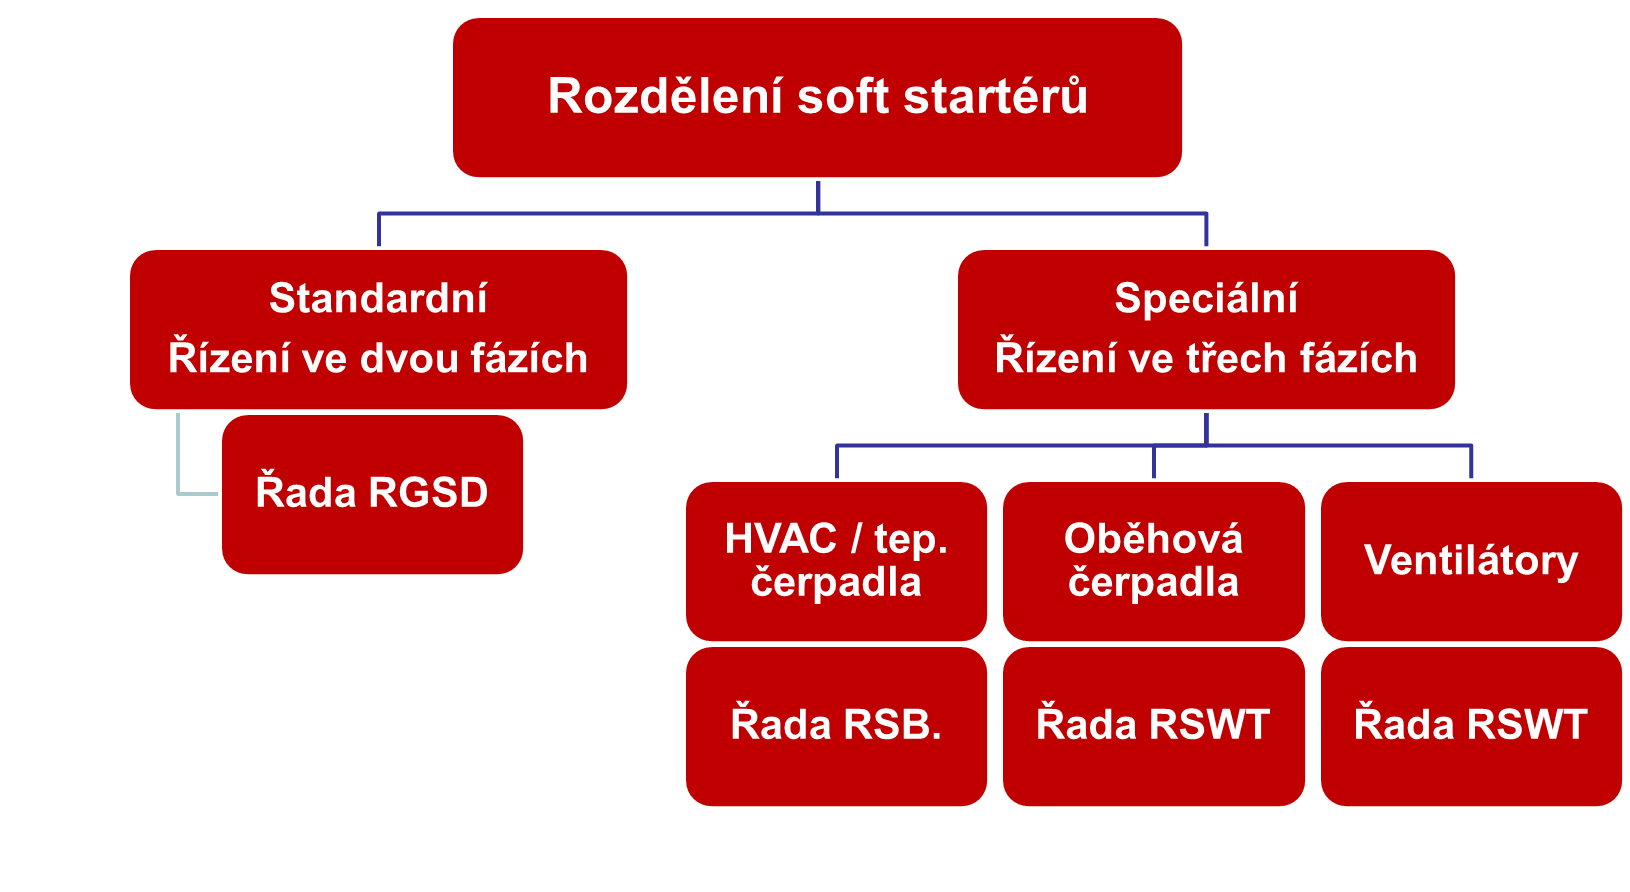 Rozdělení soft startérů
Standardní
Řízení ve dvou fázích
Speciální
Řízení ve třech fázích
Řada RGSD
HVAC / tep.
čerpadla
Oběhová
čerpadla
Ventilátory
Řada RSB.
Řada RSWT
Řada RSWT